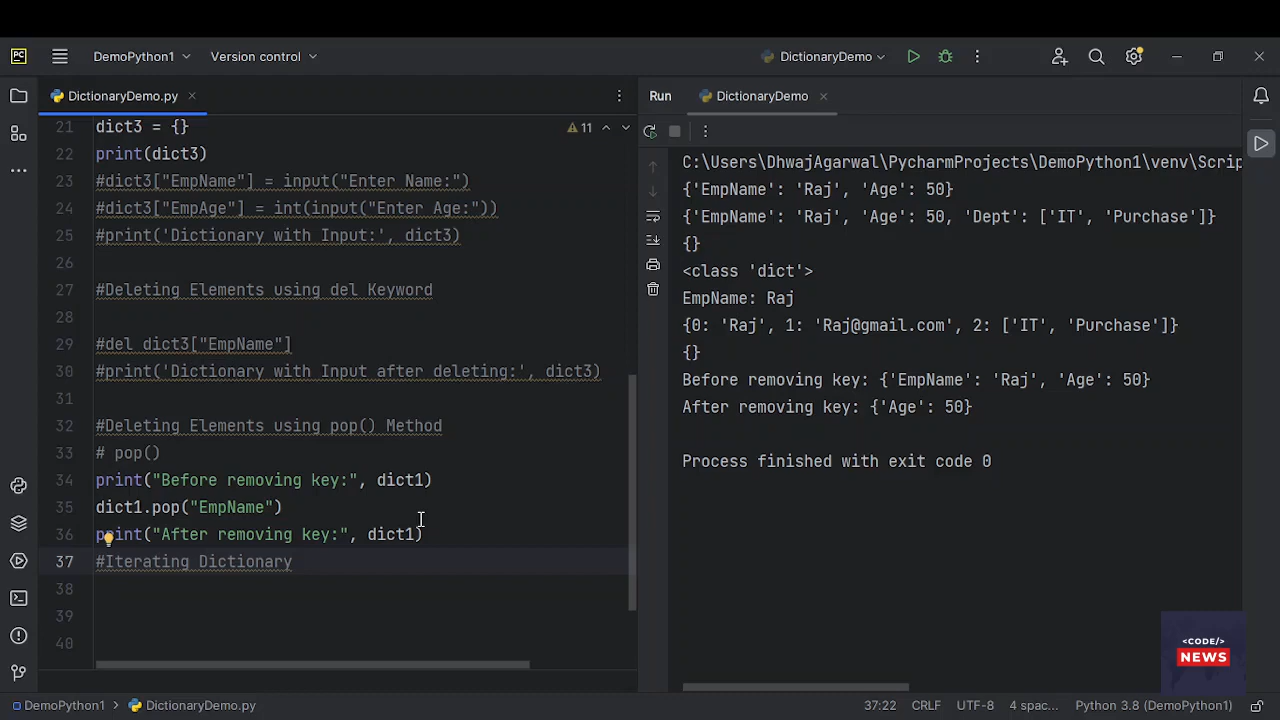 PC DemoPython1 Version control DictionaryDemo
DictionaryDemo.py
Run DictionaryDemo
21 dict3 = {}
11
22 print(dict3)
23 #dict3["EmpName"] = input("Enter Name:")
24 #dict3["EmpAge"] = int(input("Enter Age:"))
25 #print('Dictionary with Input:', dict3)
26
27 #Deleting Elements using del Keyword
28
29 #del dict3["EmpName"]
30 #print('Dictionary with Input after deleting:', dict3)
31
32 #Deleting Elements using pop() Method
33 # pop()
34 print("Before removing key:", dict1)
35 dict1.pop("EmpName")
36 print("After removing key:", dict1)
37 #Iterating Dictionary
38
39
40
C:\Users\DhwajAgarwal\PycharmProjects\DemoPython1\venv\Scrip
{'EmpName': 'Raj', 'Age': 50}
{'EmpName': 'Raj', 'Age': 50, 'Dept': ['IT', 'Purchase']}
{}
<class 'dict'>
EmpName: Raj
{0: 'Raj', 1: 'Raj@gmail.com', 2: ['IT', 'Purchase']}
{}
Before removing key: {'EmpName': 'Raj', 'Age': 50}
After removing key: {'Age': 50}
Process finished with exit code 0
<CODE/>
NEWS
DemoPython1 > DictionaryDemo.py 37:22 CRLF UTF-8 4 spac... Python 3.8 (DemoPython1)